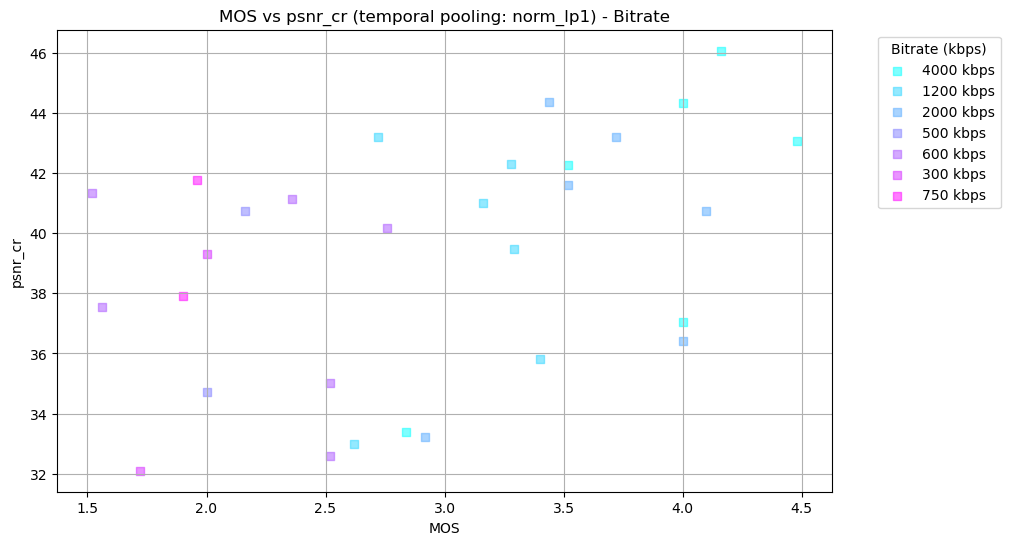 MOS vs psnr_cr (temporal pooling: norm_lp1) - Bitrate
46
44
42
40
38
36
34
32
psnr_cr
1.5 2.0 2.5 3.0 3.5 4.0 4.5
MOS
Bitrate (kbps)
4000 kbps
1200 kbps
2000 kbps
500 kbps
600 kbps
300 kbps
750 kbps